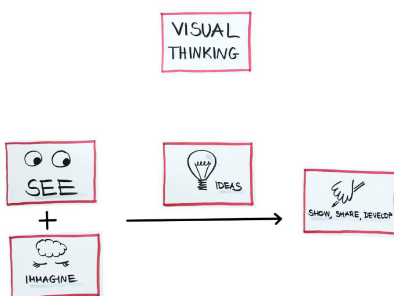 VISUAL
THINKING
SEE
IDEAS
+
IMMAGINE
SHOW, SHARE, DEVELOP